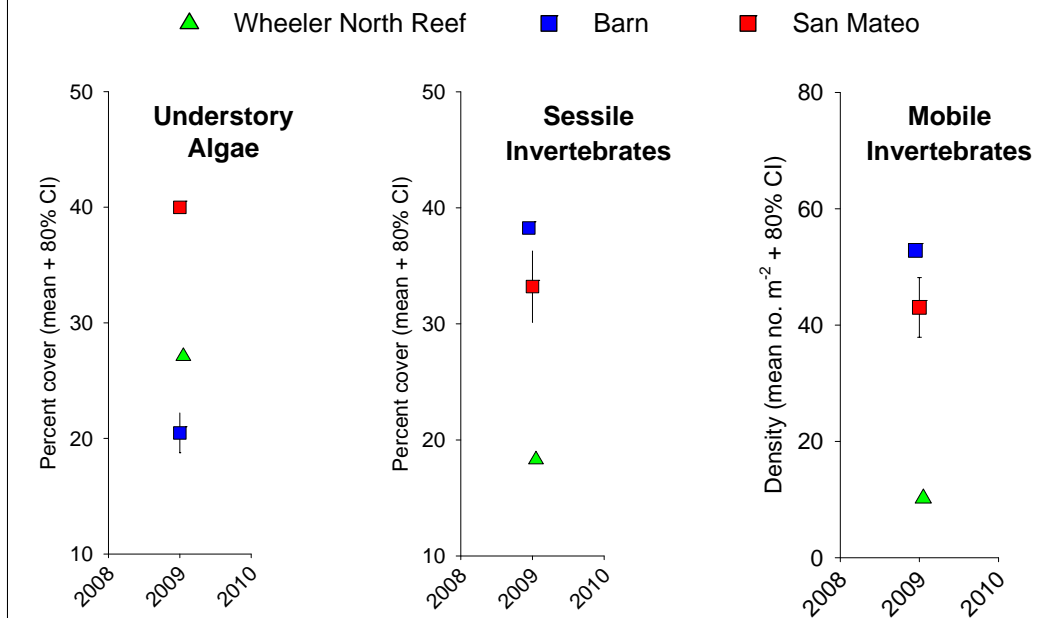 Wheeler North Reef Barn San Mateo
Understory
Algae
Percent cover (mean + 80% CI)
50
40
30
20
10
2008 2009 2010
Sessile
Invertebrates
Percent cover (mean + 80% CI)
50
40
30
20
10
2008 2009 2010
Mobile
Invertebrates
Density (mean no. m⁻² + 80% CI)
80
60
40
20
0
2008 2009 2010